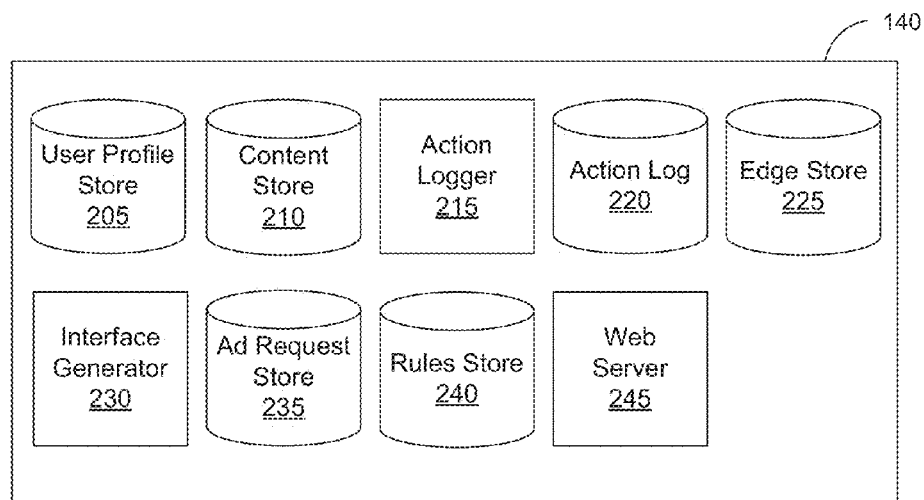 140
User Profile
Store
205
Content
Store
210
Action
Logger
215
Action Log
220
Edge Store
225
Interface
Generator
230
Ad Request
Store
235
Rules Store
240
Web
Server
245